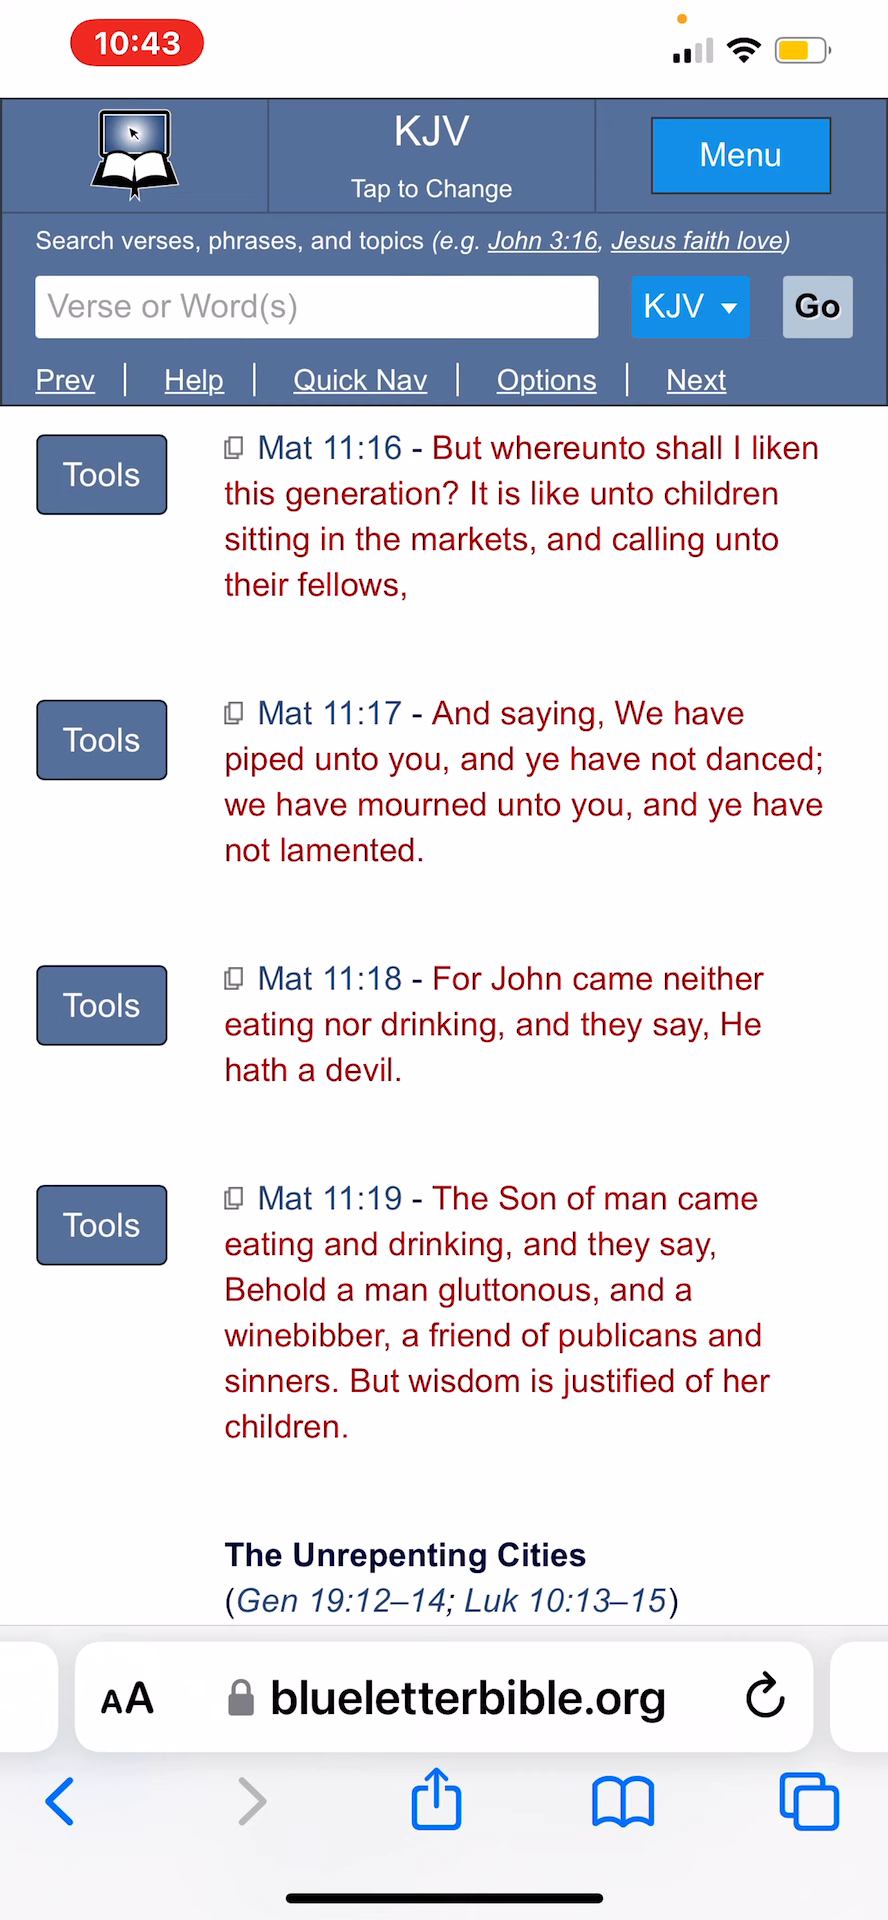 10:43
KJV
Tap to Change
Menu
Search verses, phrases, and topics (e.g. John 3:16, Jesus faith love)
Verse or Word(s)
KJV
Go
Prev | Help | Quick Nav | Options | Next
Tools
Mat 11:16 - But whereunto shall I liken
this generation? It is like unto children
sitting in the markets, and calling unto
their fellows,
Tools
Mat 11:17 - And saying, We have
piped unto you, and ye have not danced;
we have mourned unto you, and ye have
not lamented.
Tools
Mat 11:18 - For John came neither
eating nor drinking, and they say, He
hath a devil.
Tools
Mat 11:19 - The Son of man came
eating and drinking, and they say,
Behold a man gluttonous, and a
winebibber, a friend of publicans and
sinners. But wisdom is justified of her
children.
The Unrepenting Cities
(Gen 19:12–14; Luk 10:13–15)
AA blueletterbible.org